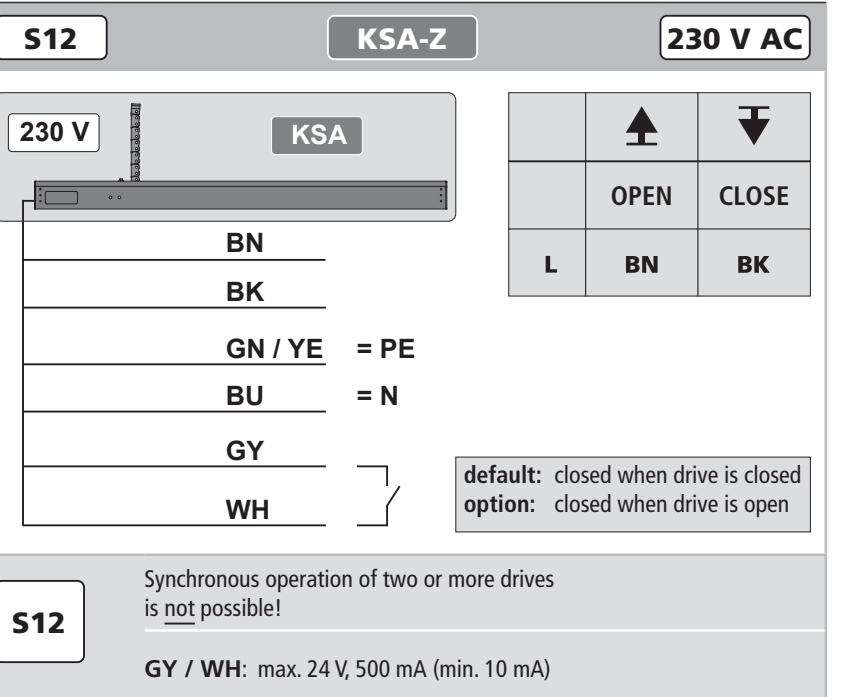 S12 KSA-Z 230 V AC
230 V KSA
OPEN CLOSE
L BN BK
BN
BK
GN / YE = PE
BU = N
GY
WH
default: closed when drive is closed
option: closed when drive is open
S12
Synchronous operation of two or more drives
is not possible!
GY / WH: max. 24 V, 500 mA (min. 10 mA)